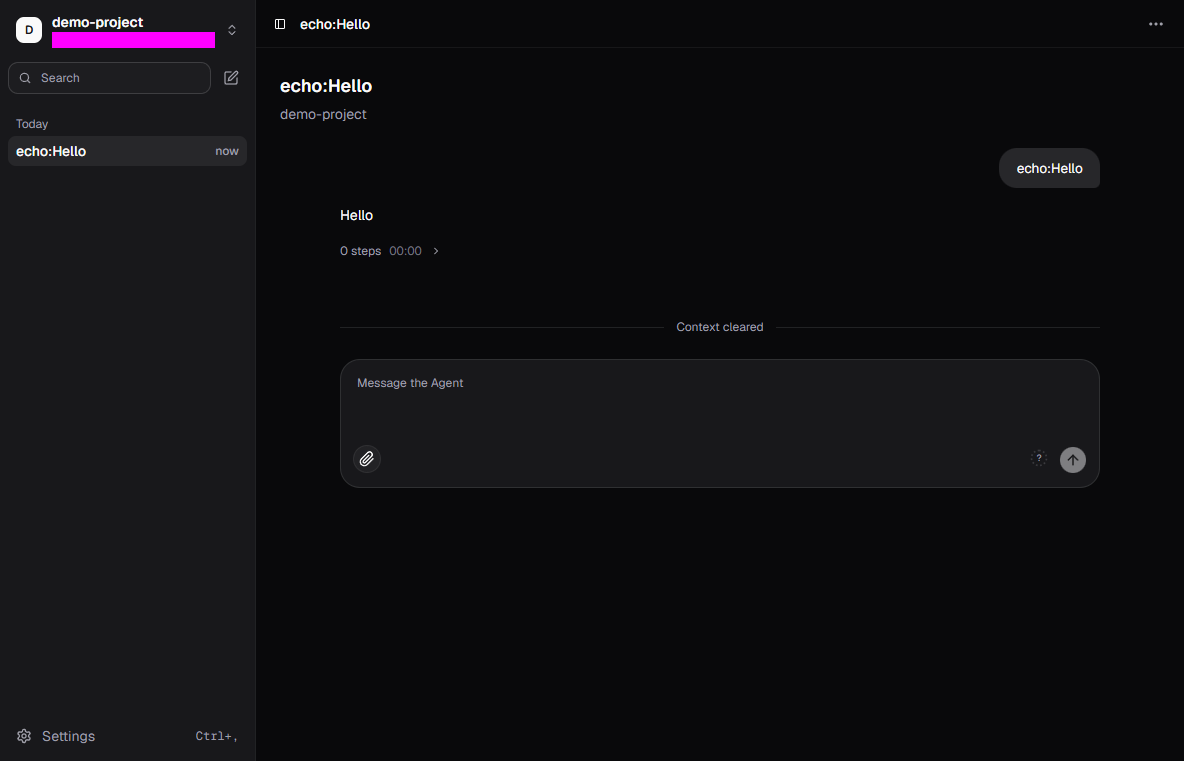 D
demo-project
Search
Today
echo:Hello
now
Settings
Ctrl+,
echo:Hello
echo:Hello
demo-project
echo:Hello
Hello
0 steps 00:00
Context cleared
Message the Agent
?